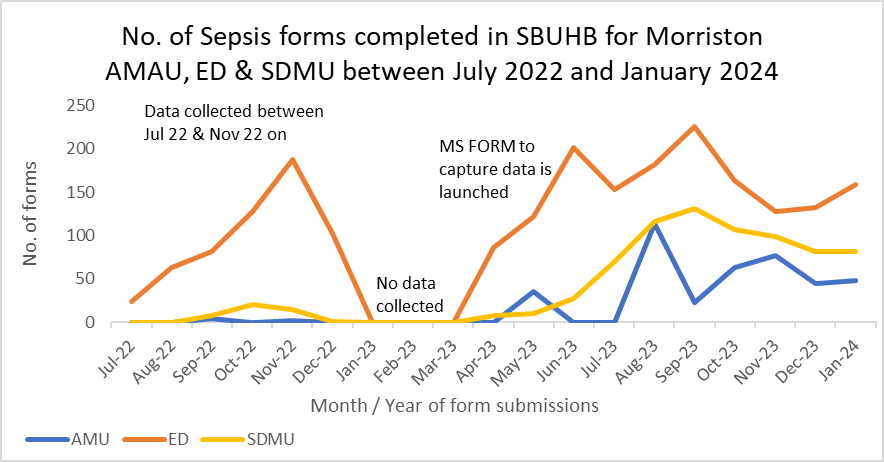 No. of Sepsis forms completed in SBUHB for Morriston
AMAU, ED & SDMU between July 2022 and January 2024
Data collected between
Jul 22 & Nov 22 on
MS FORM to
capture data is
launched
No data
collected
No. of forms
250
200
150
100
50
0
Jul-22
Aug-22
Sep-22
Oct-22
Nov-22
Dec-22
Jan-23
Feb-23
Mar-23
Apr-23
May-23
Jun-23
Jul-23
Aug-23
Sep-23
Oct-23
Nov-23
Dec-23
Jan-24
Month / Year of form submissions
AMU ED SDMU